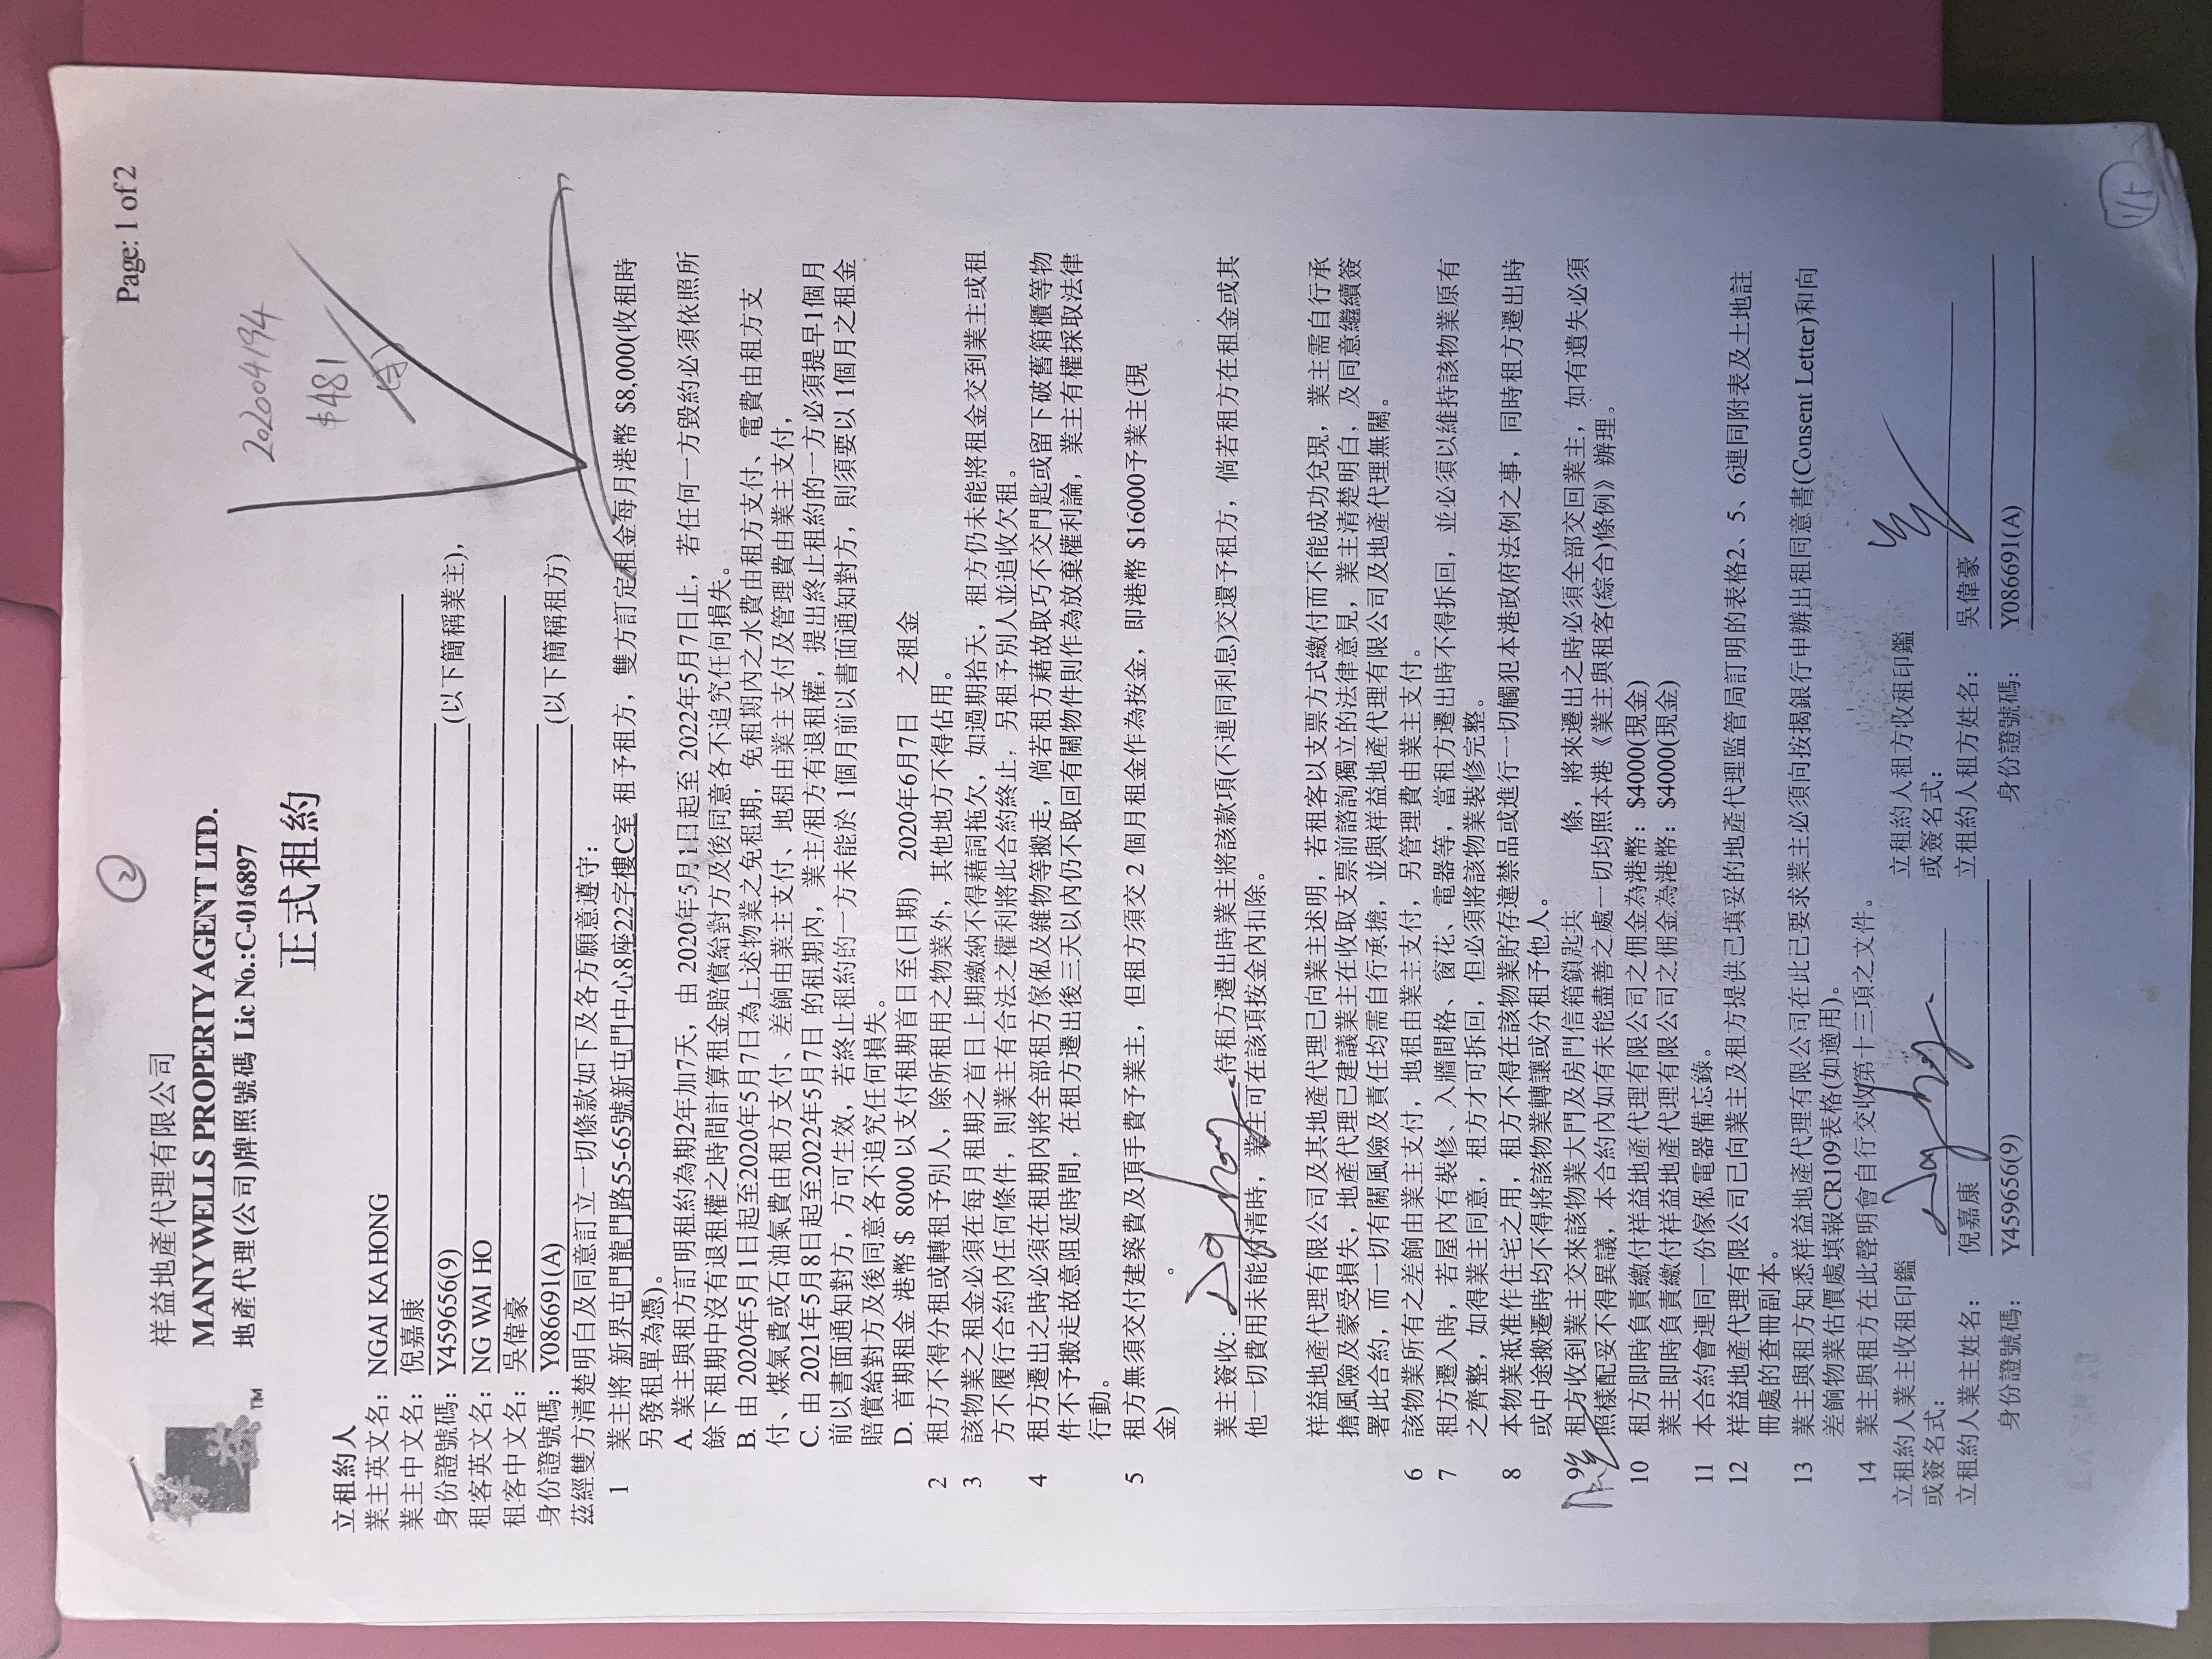 Page: 1 of 2
②
202004194
$481
祥益地產代理有限公司
MANYWELLS PROPERTY AGENT LTD.
地產代理(公司)牌照號碼 Lic No.:C-016897
TM
正式租約
立租約人
業主英文名: NGAI KA HONG
業主中文名: 倪嘉康
身份證號碼: Y459656(9) (以下簡稱業主),
租客英文名: NG WAI HO
租客中文名: 吳偉豪
身份證號碼: Y086691(A) (以下簡稱租方)
茲經雙方清楚明白及同意訂立一切條款如下及各方願意遵守:
1 業主將 新界屯門龍門路55-65號新屯門中心8座22字樓C室 租予租方，雙方訂定租金每月港幣 $8,000(收租時
另發租單為憑)。
A. 業主與租方訂明租約為期2年加7天，由 2020年5月1日起至 2022年5月7日止，若任何一方毀約必須依照所
餘下租期中沒有退租權之時間計算租金賠償給對方及後同意各不追究任何損失。
B. 由 2020年5月1日起至2020年5月7日為上述物業之免租期，免租期內之水費由租方支付、電費由租方支
付、煤氣費或石油氣費由租方支付、差餉由業主支付、地租由業主支付及管理費由業主支付，
C. 由 2021年5月8日起至2022年5月7日 的租期內，業主/租方有退租權，提出終止租約的一方必須提早1個月
前以書面通知對方，方可生效，若終止租約的一方未能於 1個月前以書面通知對方，則須要以 1個月之租金
賠償給對方及後同意各不追究任何損失。
D. 首期租金 港幣 $ 8000 以支付租期首日至(日期) 2020年6月7日 之租金
2 租方不得分租或轉租予別人，除所租用之物業外，其他地方不得佔用。
3 該物業之租金必須在每月租期之首日上期繳納不得藉詞拖欠，如過期拾天，租方仍未能將租金交到業主或租
方不履行合約內任何條件，則業主有合法之權利將此合約終止，另租予別人並追收欠租。
4 租方遷出之時必須在租期內將全部租方傢俬及雜物等搬走，倘若租方藉故取巧不交門匙或留下破舊箱櫃等物
件不予搬走故意阻延時間，在租方遷出後三天以內仍不取回有關物件則作為放棄權利論，業主有權採取法律
行動。
5 租方無須交付建築費及頂手費予業主，但租方須交 2 個月租金作為按金，即港幣 $16000予業主(現
金) 。
業主簽收: 待租方遷出時業主將該款項(不連同利息)交還予租方，倘若租方在租金或其
他一切費用未能付清時，業主可在該項按金內扣除。
祥益地產代理有限公司及其地產代理已向業主述明，若租客以支票方式繳付而不能成功兌現，業主需自行承
擔風險及蒙受損失，地產代理已建議業主在收取支票前諮詢獨立的法律意見，業主清楚明白，及同意繼續簽
署此合約，而一切有關風險及責任均需自行承擔，並與祥益地產代理有限公司及地產代理無關。
6 該物業所有之差餉由業主支付，地租由業主支付，另管理費由業主支付。
7 租方遷入時，若屋內有裝修、入牆間格、窗花、電器等，當租方遷出時不得拆回，並必須以維持該物業原有
之齊整，如得業主同意，租方才可拆回，但必須將該物業裝修完整。
8 本物業祗准作住宅之用，租方不得在該物業貯存違禁品或進行一切觸犯本港政府法例之事，同時租方遷出時
或中途搬遷時均不得將該物業轉讓或分租予他人。
9 租方收到業主交來該物業大門及房門信箱鎖匙共 條，將來遷出之時必須全部交回業主，如有遺失必須
照樣配妥不得異議，本合約內如有未能盡善之處一切均照本港《業主與租客(綜合)條例》辦理。
10 租方即時負責繳付祥益地產代理有限公司之佣金為港幣: $4000(現金)
業主即時負責繳付祥益地產代理有限公司之佣金為港幣: $4000(現金)
11 本合約會連同一份傢俬電器備忘錄。
12 祥益地產代理有限公司已向業主及租方提供已填妥的地產代理監管局訂明的表格2、5、6連同附表及土地註
冊處的查冊副本。
13 業主與租方知悉祥益地產代理有限公司在此已要求業主必須向按揭銀行申辦出租同意書(Consent Letter)和向
差餉物業估價處填報CR109表格(如適用)。
14 業主與租方在此聲明會自行交收第十三項之文件。
立租約人業主收租印鑑 立租約人租方收租印鑑
或簽名式: 或簽名式:
立租約人業主姓名: 倪嘉康 立租約人租方姓名: 吳偉豪
身份證號碼: Y459656(9) 身份證號碼: Y086691(A)